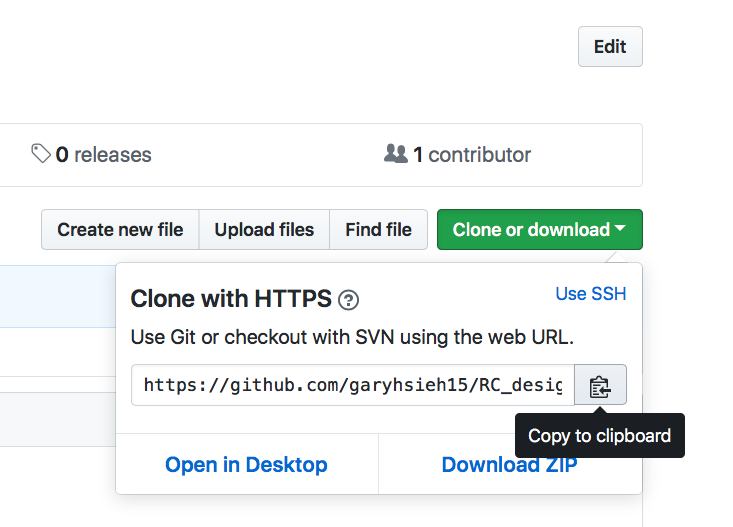 Edit
0 releases
1 contributor
Create new file Upload files Find file Clone or download
Clone with HTTPS ?
Use SSH
Use Git or checkout with SVN using the web URL.
https://github.com/garyhsieh15/RC_desig
Copy to clipboard
Open in Desktop
Download ZIP